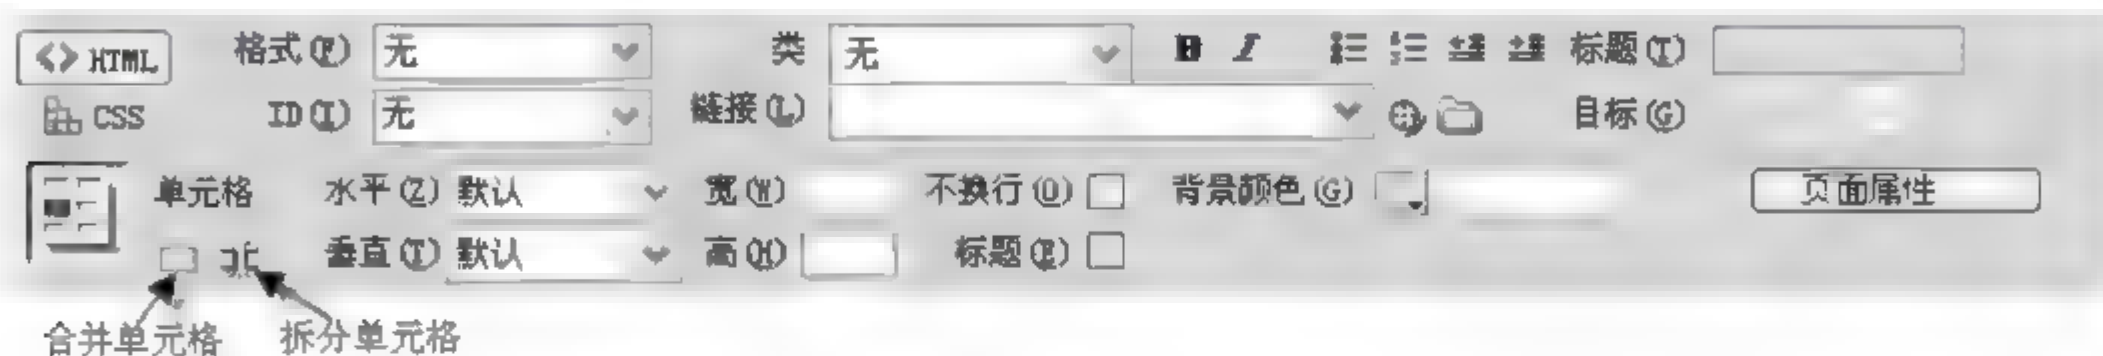 <> HTML 格式(F) 无 类 无 B I 标题(T)
CSS ID(I) 无 链接(L) 目标(G)
单元格 水平(Z) 默认 宽(W) 不换行(O) 背景颜色(G) 页面属性
垂直(T) 默认 高(H) 标题(E)
合并单元格 拆分单元格